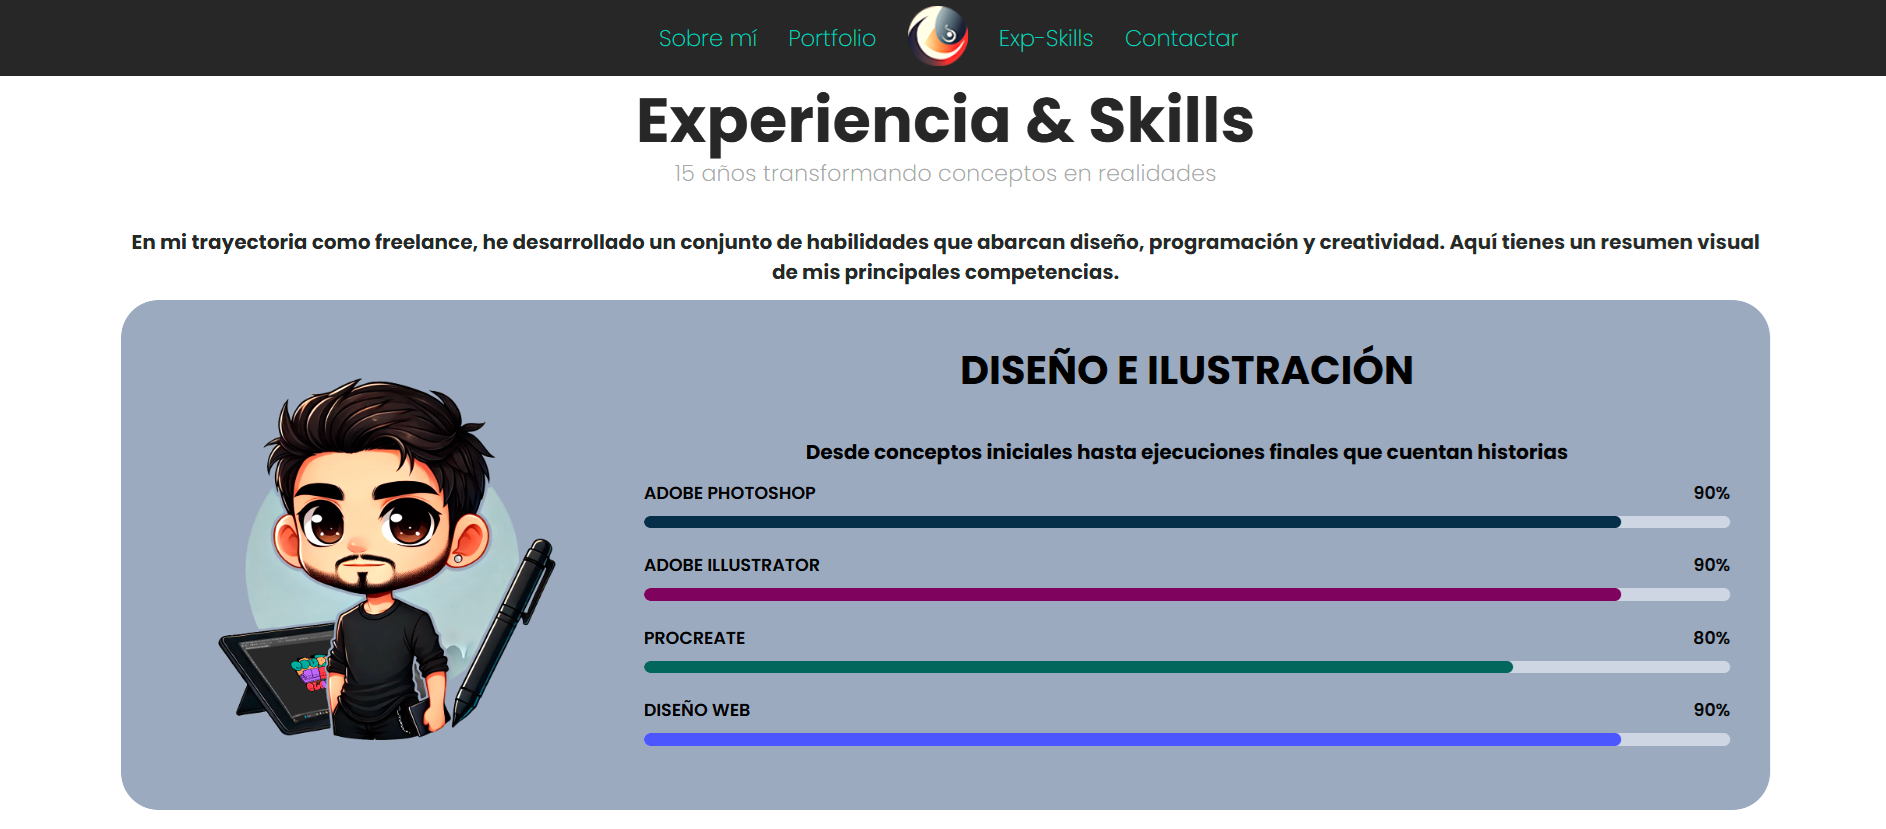 Sobre mí
Portfolio
Exp-Skills
Contactar
Experiencia & Skills
15 años transformando conceptos en realidades
En mi trayectoria como freelance, he desarrollado un conjunto de habilidades que abarcan diseño, programación y creatividad. Aquí tienes un resumen visual
de mis principales competencias.
DISEÑO E ILUSTRACIÓN
Desde conceptos iniciales hasta ejecuciones finales que cuentan historias
ADOBE PHOTOSHOP 90%
ADOBE ILLUSTRATOR 90%
PROCREATE 80%
DISEÑO WEB 90%